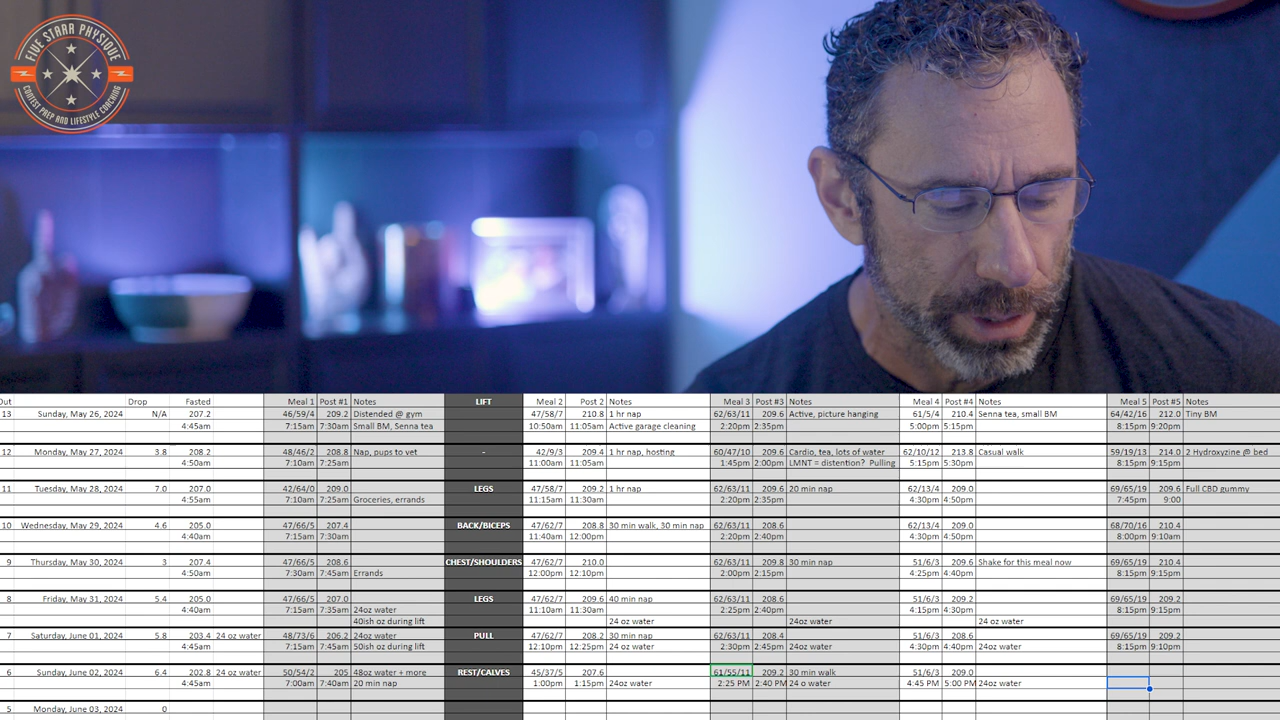 FIVE STARR PHYSIQUE
CONTEST PREP AND LIFESTYLE COACHING
Out Drop Fasted Meal 1 Post #1 Notes LIFT Meal 2 Post 2 Notes Meal 3 Post #3 Notes Meal 4 Post #4 Notes Meal 5 Post #5 Notes
13 Sunday, May 26, 2024 N/A 207.2 46/59/4 209.2 Distended @ gym 47/58/7 210.8 1 hr nap 62/63/11 209.6 Active, picture hanging 61/5/4 210.4 Senna tea, small BM 64/42/16 212.0 Tiny BM
4:45am 7:15am 7:30am Small BM, Senna tea 10:50am 11:05am Active garage cleaning 2:20pm 2:35pm 5:00pm 5:15pm 8:15pm 9:20pm
12 Monday, May 27, 2024 3.8 208.2 48/46/2 208.8 Nap, pups to vet - 42/9/3 209.4 1 hr nap, hosting 60/47/10 209.6 Cardio, tea, lots of water 62/10/12 213.8 Casual walk 59/19/13 214.0 2 Hydroxyzine @ bed
4:50am 7:10am 7:25am 11:00am 11:05am 1:45pm 2:00pm LMNT = distention? Pulling 5:15pm 5:30pm 8:15pm 9:15pm
11 Tuesday, May 28, 2024 7.0 207.0 42/64/0 209.0 LEGS 47/58/7 209.2 1 hr 62/63/11 209.6 20 min nap 62/13/4 209.0 69/65/19 209.6 Full CBD gummy
4:55am 7:10am 7:25am Groceries, errands 11:15am 11:30am 2:20pm 2:35pm 4:30pm 4:50pm 7:45pm 9:00
10 Wednesday, May 29, 2024 4.6 205.0 47/66/5 207.4 BACK/BICEPS 47/62/7 208.8 30 min walk, 30 min nap 62/63/11 208.6 62/13/4 209.0 68/70/16 210.4
4:40am 7:15am 7:30am 11:40am 12:00pm 2:20pm 2:40pm 4:30pm 4:50pm 8:00pm 9:10am
9 Thursday, May 30, 2024 3 207.4 47/66/5 208.6 CHEST/SHOULDERS 47/62/7 210.0 62/63/11 209.8 30 min nap 51/6/3 209.6 Shake for this meal now 69/65/19 210.4
4:50am 7:30am 7:45am Errands 12:00pm 12:10pm 2:00pm 2:15pm 4:25pm 4:40pm 8:15pm 9:15pm
8 Friday, May 31, 2024 5.4 205.0 47/66/5 207.0 LEGS 47/62/7 209.6 40 min nap 62/63/11 208.6 51/6/3 209.2 69/65/19 209.2
4:40am 7:15am 7:35am 24oz water 11:10am 11:30am 2:25pm 2:40pm 4:15pm 4:30pm 8:15pm 9:15pm
40ish oz during lift 24 oz water 24oz water 24 oz water
7 Saturday, June 01, 2024 5.8 203.4 24 oz water 48/73/6 206.2 24oz water PULL 47/62/7 208.2 30 min nap 62/63/11 208.4 51/6/3 208.6 69/65/19 209.2
4:45am 7:15am 7:45am 50ish oz during lift 12:10pm 12:25pm 24 oz water 2:30pm 2:45pm 24oz water 4:30pm 4:40pm 24oz water 8:15pm 9:10pm
6 Sunday, June 02, 2024 6.4 202.8 24 oz water 50/54/2 205 48oz water + more REST/CALVES 45/37/5 207.6 61/55/11 209.2 30 min walk 51/6/3 209.0
4:45am 7:00am 7:40am 20 min nap 1:00pm 1:15pm 24oz water 2:25 PM 2:40 PM 24 o water 4:45 PM 5:00 PM 24oz water
5 Monday, June 03, 2024 0